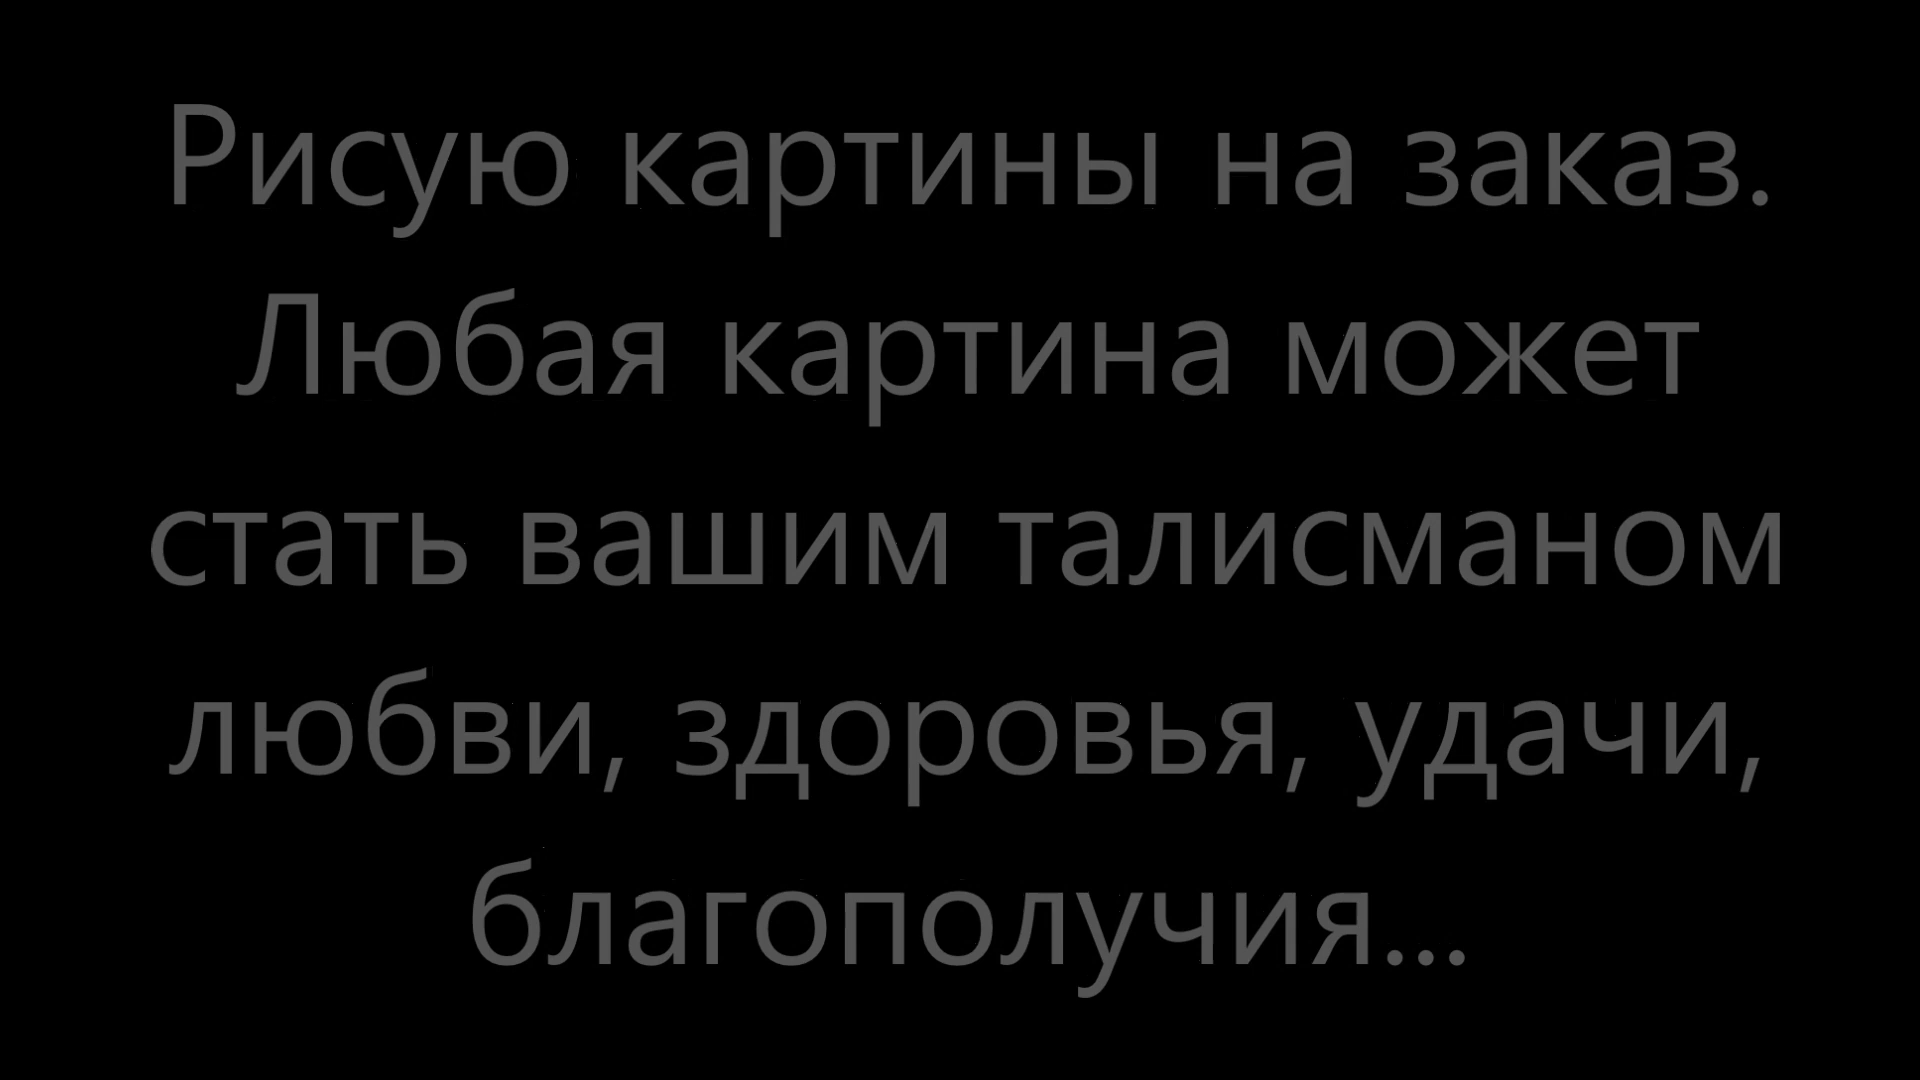 Рисую картины на заказ.
Любая картина может
стать вашим талисманом
любви, здоровья, удачи,
благополучия...